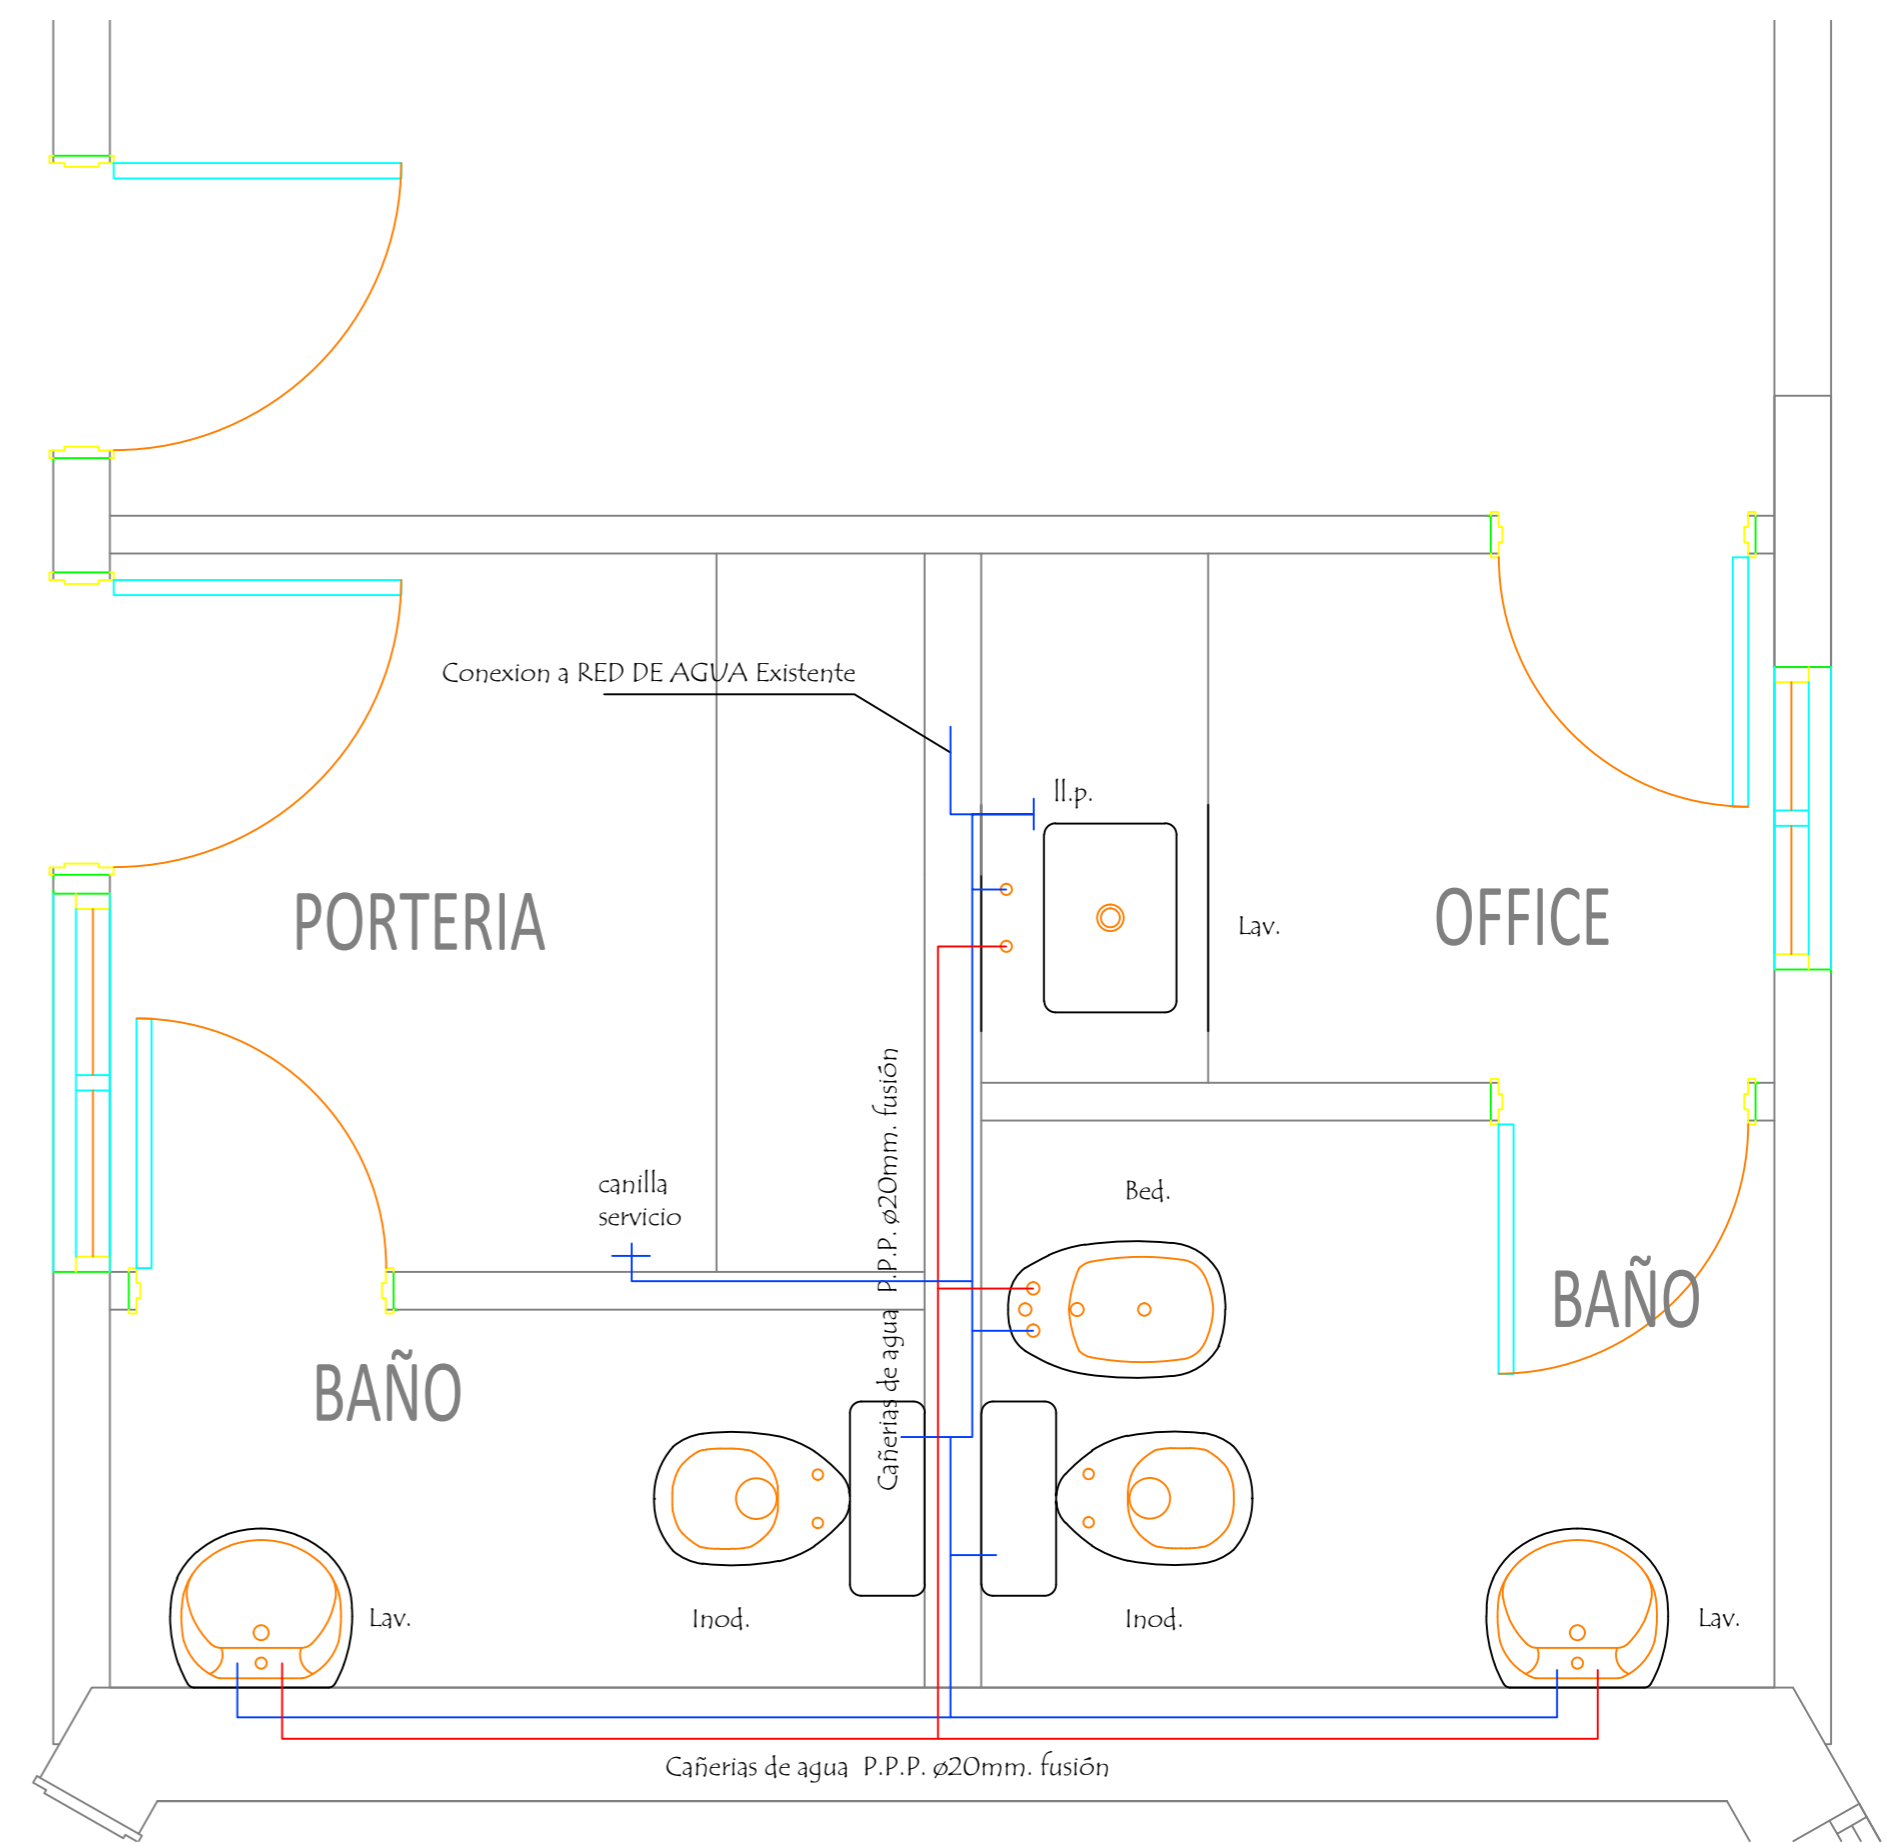 Conexion a RED DE AGUA Existente
ll.p.
PORTERIA
OFFICE
Lav.
Cañerias de agua P.P.P. ø20mm. fusión
canilla
servicio
Bed.
BAÑO
BAÑO
Lav.
Inod.
Inod.
Lav.
Cañerias de agua P.P.P. ø20mm. fusión